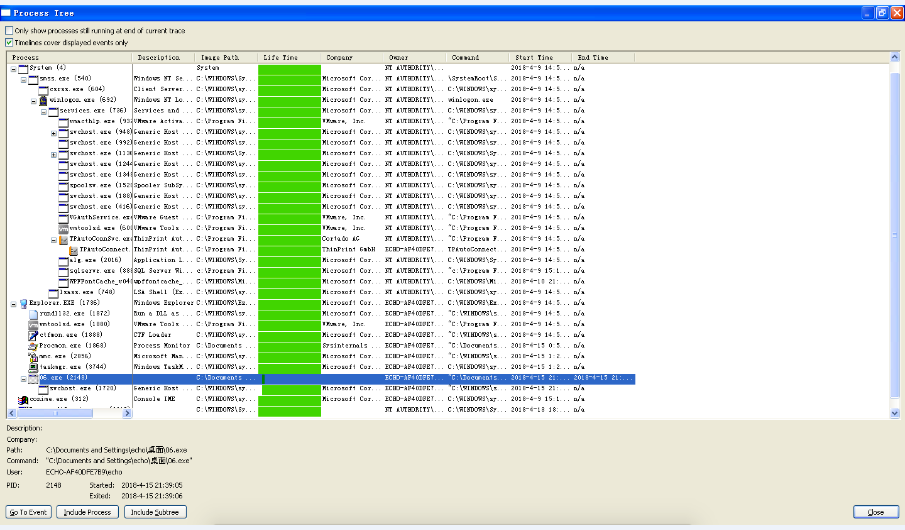 Process Tree
Only show processes still running at end of current trace
Timelines cover displayed events only
Process Description Image Path Life Time Company Owner Command Start Time End Time
System (4) System NT AUTHORITY\... 2018-4-9 14:5... n/a
smss.exe (540) Windows NT Se... C:\WINDOWS\Sy... Microsoft Cor... NT AUTHORITY\... \SystemRoot\S... 2018-4-9 14:5... n/a
csrss.exe (604) Client Server... C:\WINDOWS\sy... Microsoft Cor... NT AUTHORITY\... C:\WINDOWS\sy... 2018-4-9 14:5... n/a
winlogon.exe (692) Windows NT Lo... C:\WINDOWS\sy... Microsoft Cor... NT AUTHORITY\... winlogon.exe 2018-4-9 14:5... n/a
services.exe (736) Services and ... C:\WINDOWS\sy... Microsoft Cor... NT AUTHORITY\... C:\WINDOWS\sy... 2018-4-9 14:5... n/a
vmacthlp.exe VMware Activa... C:\Program Fi... VMware, Inc. NT AUTHORITY\... "C:\Program F... 2018-4-9 14:5... n/a
svchost.exe (948) Generic Host ... C:\WINDOWS\sy... Microsoft Cor... NT AUTHORITY\... C:\WINDOWS\sy... 2018-4-9 14:5... n/a
svchost.exe (992) Generic Host ... C:\WINDOWS\sy... Microsoft Cor... NT AUTHORITY\... C:\WINDOWS\sy... 2018-4-9 14:5... n/a
svchost.exe Generic Host ... C:\WINDOWS\Sy... Microsoft Cor... NT AUTHORITY\... C:\WINDOWS\Sy... 2018-4-9 14:5... n/a
svchost.exe Generic Host ... C:\WINDOWS\sy... Microsoft Cor... NT AUTHORITY\... C:\WINDOWS\sy... 2018-4-9 14:5... n/a
svchost.exe Generic Host ... C:\WINDOWS\sy... Microsoft Cor... NT AUTHORITY\... C:\WINDOWS\sy... 2018-4-9 14:5... n/a
spoolsv.exe Spooler SubSy... C:\WINDOWS\sy... Microsoft Cor... NT AUTHORITY\... C:\WINDOWS\sy... 2018-4-9 14:5... n/a
svchost.exe (188) Generic Host ... C:\WINDOWS\sy... Microsoft Cor... NT AUTHORITY\... C:\WINDOWS\sy... 2018-4-9 14:5... n/a
svchost.exe (416) Generic Host ... C:\WINDOWS\sy... Microsoft Cor... NT AUTHORITY\... C:\WINDOWS\sy... 2018-4-9 14:5... n/a
VGAuthService.exe VMware Guest ... C:\Program Fi... VMware, Inc. NT AUTHORITY\... "C:\Program F... 2018-4-9 14:5... n/a
vmtoolsd.exe VMware Tools ... C:\Program Fi... VMware, Inc. NT AUTHORITY\... "C:\Program F... 2018-4-9 14:5... n/a
TPAutoConnSvc.exe ThinPrint Aut... C:\Program Fi... Cortado AG NT AUTHORITY\... "C:\Program F... 2018-4-9 14:5... n/a
TPAutoConnect ThinPrint Aut... C:\Program Fi... ThinPrint GmbH ECHO-AF40DFE7... TPAutoConnect 2018-4-9 14:5... n/a
alg.exe (2016) Application L... C:\WINDOWS\Sy... Microsoft Cor... NT AUTHORITY\... C:\WINDOWS\Sy... 2018-4-9 14:5... n/a
sqlservr.exe SQL Server Wi... c:\Program Fi... Microsoft Cor... NT AUTHORITY\... "c:\Program F... 2018-4-9 15:1... n/a
WPFFontCache_v04 wpffontcache_... C:\WINDOWS\Mi... Microsoft Cor... NT AUTHORITY\... C:\WINDOWS\Mi... 2018-4-10 21:... n/a
lsass.exe (748) LSA Shell (Ex... C:\WINDOWS\sy... Microsoft Cor... NT AUTHORITY\... C:\WINDOWS\sy... 2018-4-9 14:5... n/a
Explorer.EXE (1736) Windows Explorer C:\WINDOWS\Ex... Microsoft Cor... ECHO-AF40DFE7... C:\WINDOWS\Ex... 2018-4-9 14:5... n/a
rundll32.exe (1872) Run a DLL as ... C:\WINDOWS\sy... Microsoft Cor... ECHO-AF40DFE7... "C:\WINDOWS\s... 2018-4-9 14:5... n/a
vmtoolsd.exe (1880) VMware Tools ... C:\Program Fi... VMware, Inc. ECHO-AF40DFE7... "C:\Program F... 2018-4-9 14:5... n/a
ctfmon.exe (1888) CTF Loader C:\WINDOWS\sy... Microsoft Cor... ECHO-AF40DFE7... "C:\WINDOWS\s... 2018-4-9 14:5... n/a
Procmon.exe (1868) Process Monitor C:\Documents ... Sysinternals ... ECHO-AF40DFE7... "C:\Documents... 2018-4-15 0:5... n/a
mmc.exe (2856) Microsoft Man... C:\WINDOWS\sy... Microsoft Cor... ECHO-AF40DFE7... "C:\WINDOWS\s... 2018-4-15 1:2... n/a
taskmgr.exe (3744) Windows TaskM... C:\WINDOWS\sy... Microsoft Cor... ECHO-AF40DFE7... 2018-4-15 1:2... n/a
06.exe (2148) C:\Documents ... ECHO-AF40DFE7... "C:\Documents... 2018-4-15 21:... 2018-4-15 21:...
svchost.exe (1720) Generic Host ... C:\WINDOWS\sy... Microsoft Cor... ECHO-AF40DFE7... "C:\WINDOWS\s... 2018-4-15 21:... n/a
conime.exe (312) Console IME C:\WINDOWS\sy... Microsoft Cor... ECHO-AF40DFE7... C:\WINDOWS\sy... 2018-4-9 15:1... n/a
C:\WINDOWS\Sy... NT AUTHORITY\... C:\WINDOWS\Sy... n/a
Description:
Company:
Path: C:\Documents and Settings\echo\桌面\06.exe
Command: "C:\Documents and Settings\echo\桌面\06.exe"
User: ECHO-AF40DFE7B9\echo
PID: 2148 Started: 2018-4-15 21:39:05
Exited: 2018-4-15 21:39:06
Go To Event Include Process Include Subtree Close